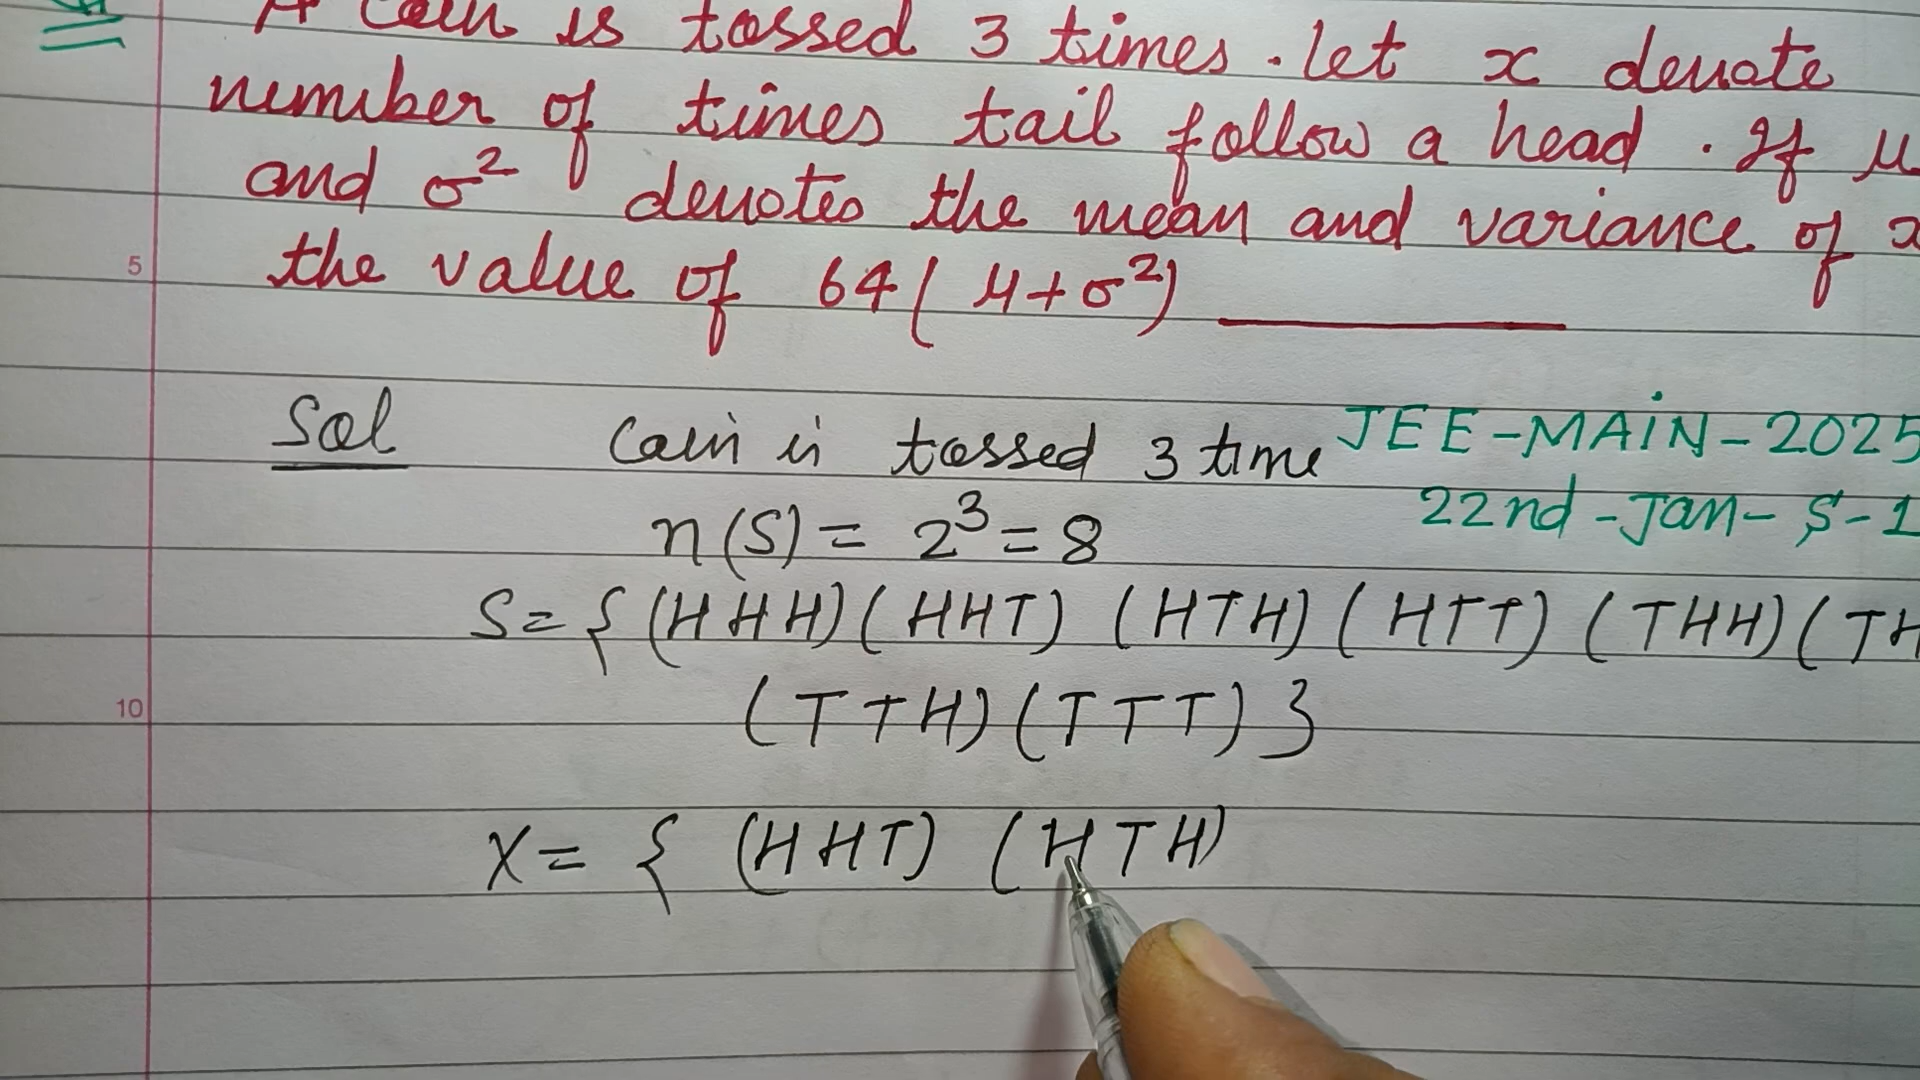 A Coin is tossed 3 times. let x denote
number of times tail follow a head. If μ
and σ² denotes the mean and variance of x
the value of 64(μ+σ²) ________
Sol Coin is tossed 3 time JEE-MAIN-2025
n(S) = 2³ = 8 22nd-Jan-S-1
S = { (HHH) (HHT) (HTH) (HTT) (THH) (TH
(TTH) (TTT) }
X = { (HHT) (HTH)
5
10